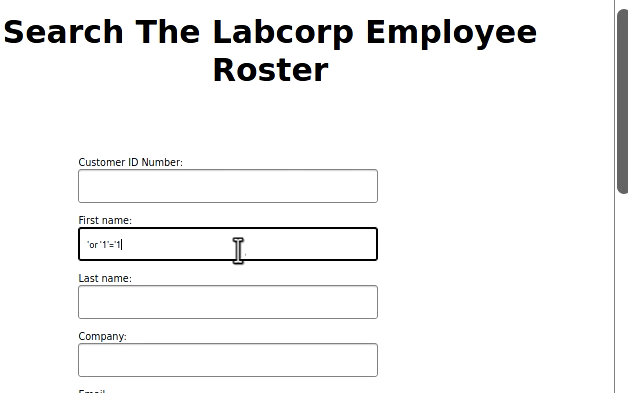 Search The Labcorp Employee
Roster
Customer ID Number:
First name:
'or '1'='1
Last name:
Company: